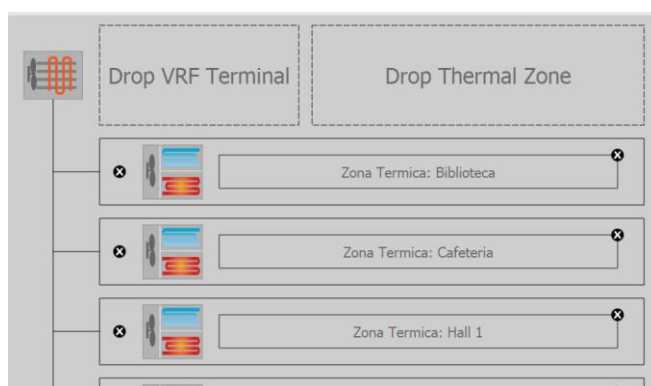 Drop VRF Terminal
Drop Thermal Zone
Zona Termica: Biblioteca
Zona Termica: Cafeteria
Zona Termica: Hall 1